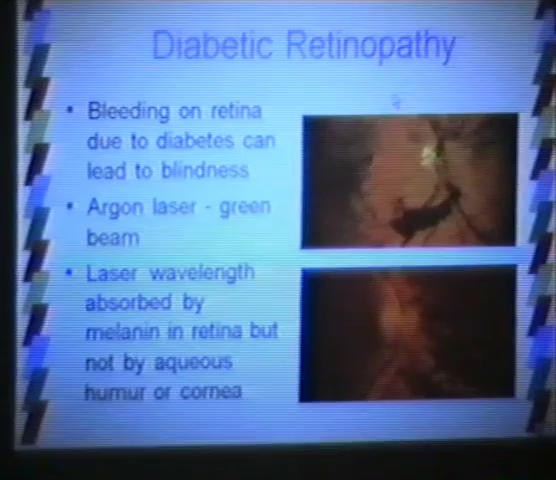 Diabetic Retinopathy
• Bleeding on retina
due to diabetes can
lead to blindness
• Argon laser - green
beam
• Laser wavelength
absorbed by
melanin in retina but
not by aqueous
humur or cornea